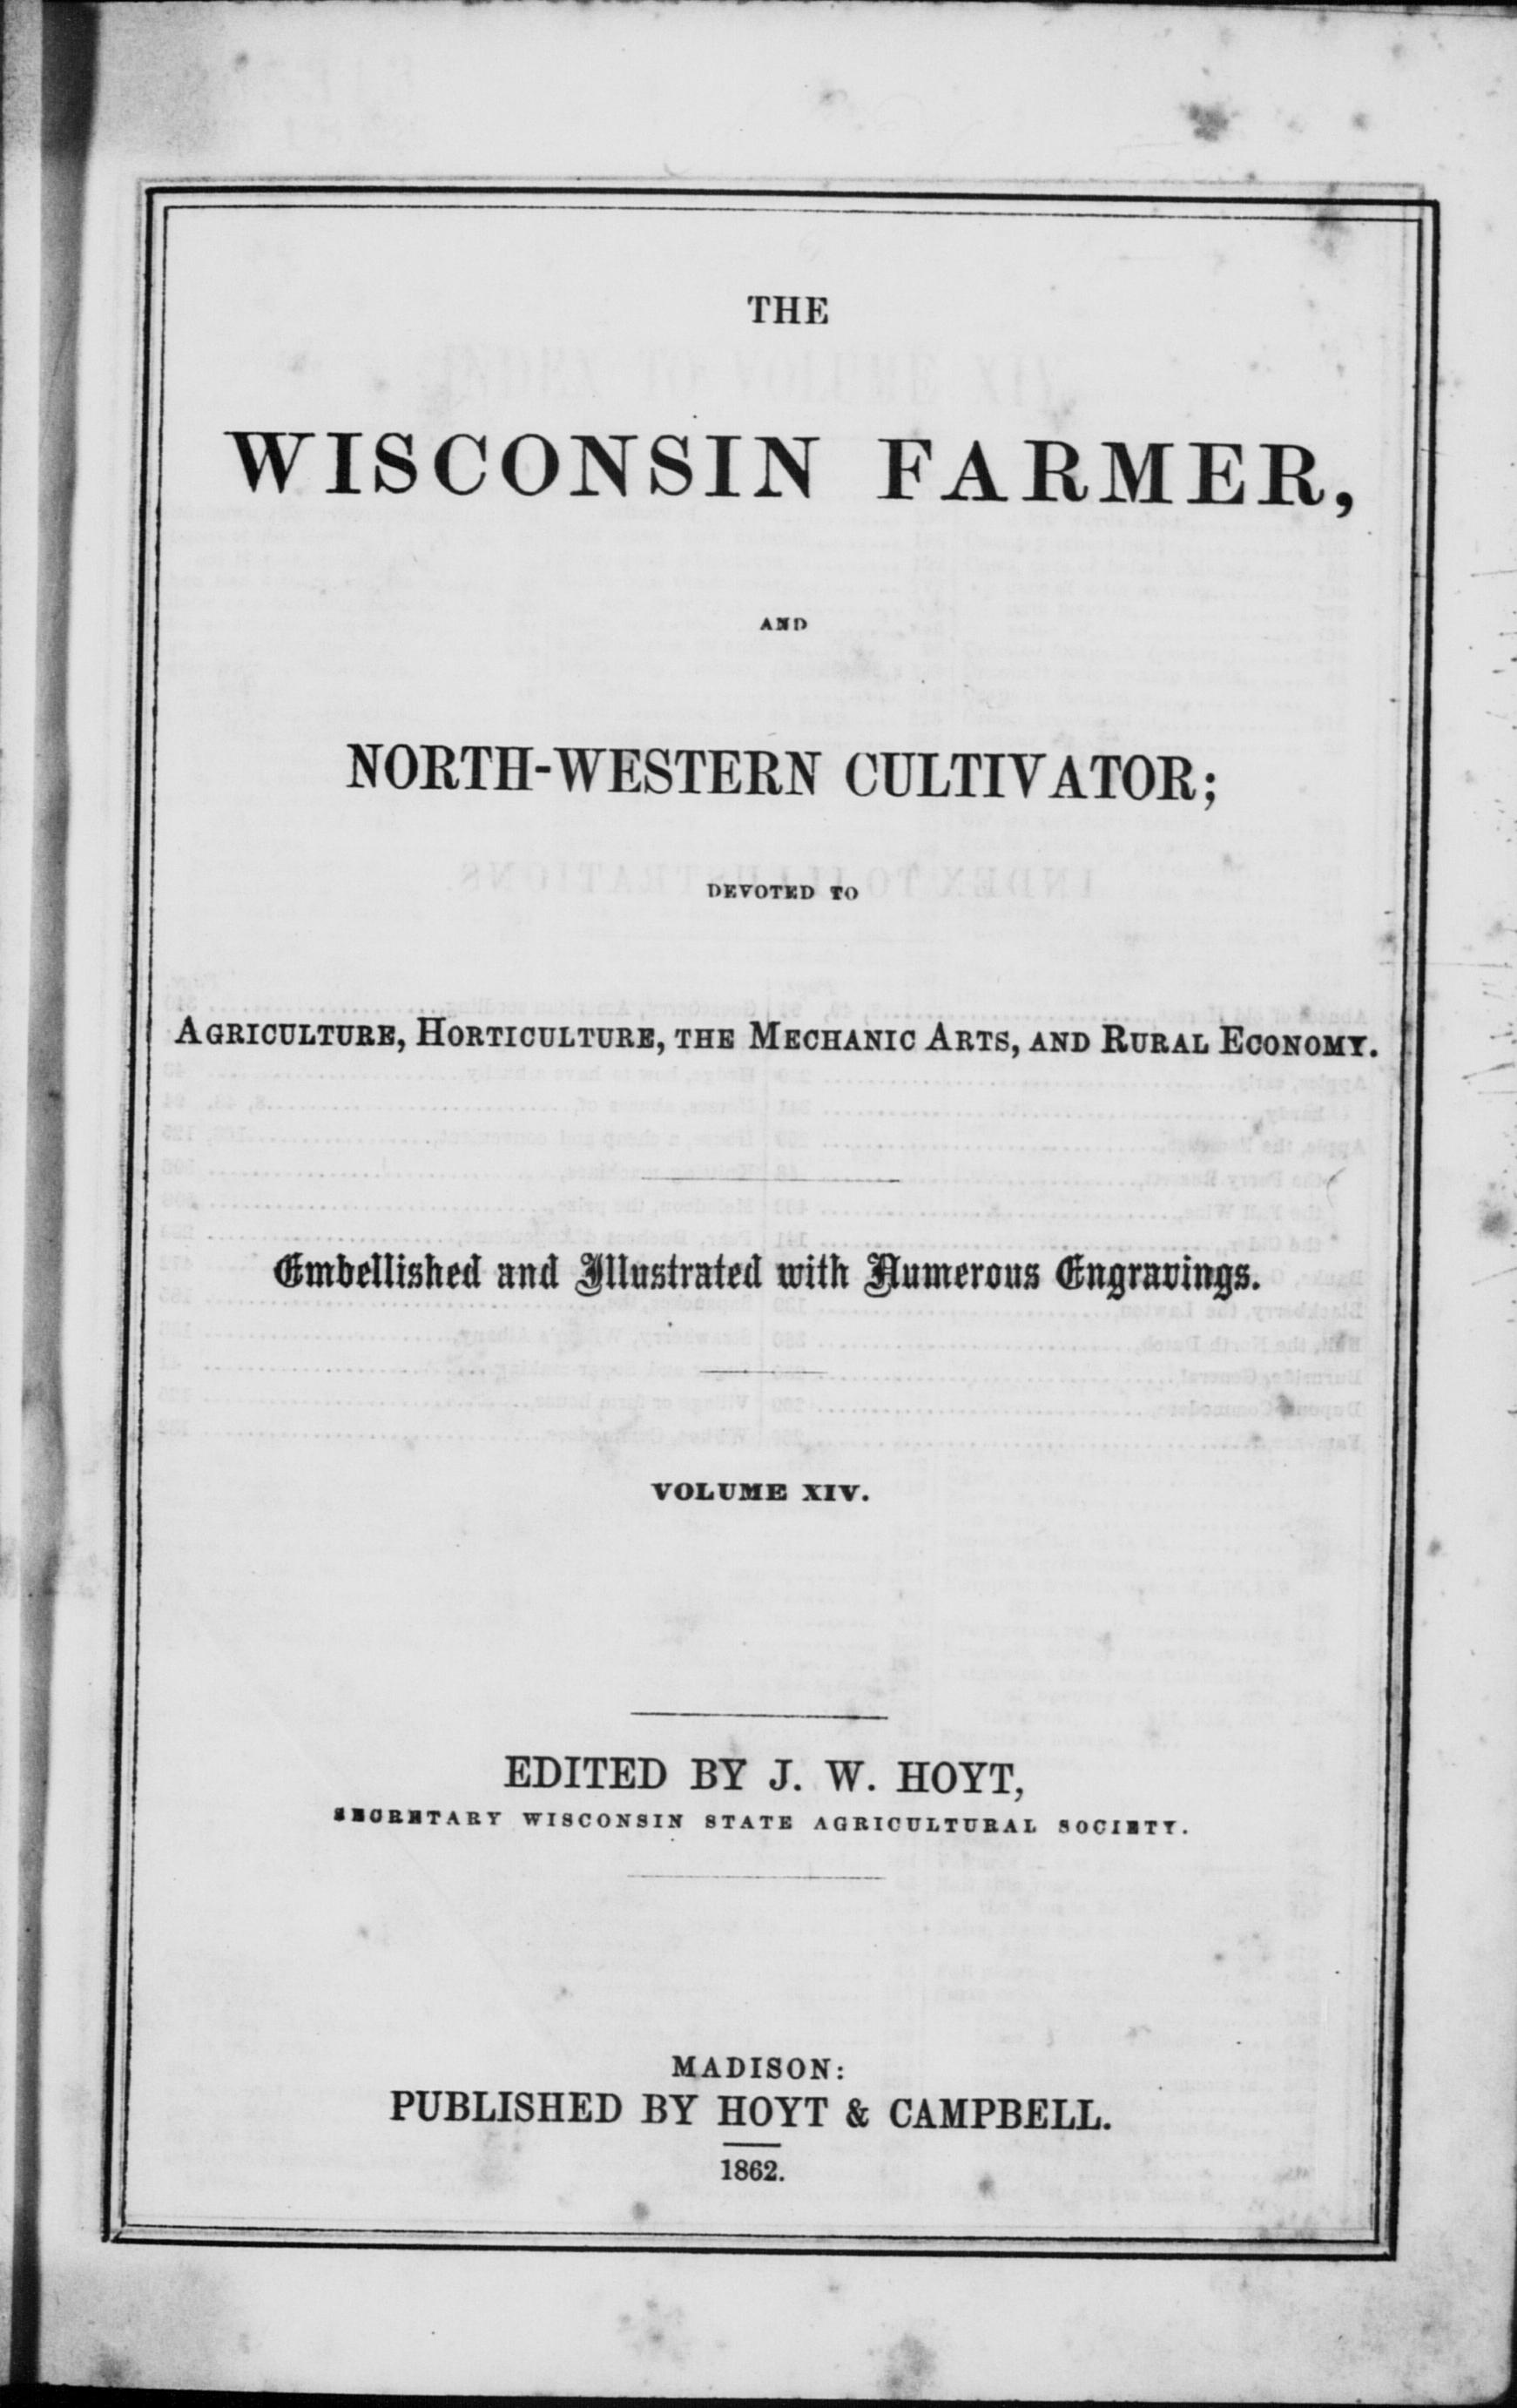 THE
WISCONSIN FARMER,
AND
NORTH-WESTERN CULTIVATOR;
DEVOTED TO
AGRICULTURE, HORTICULTURE, THE MECHANIC ARTS, AND RURAL ECONOMY.
Embellished and Illustrated with Numerous Engravings.
VOLUME XIV.
EDITED BY J. W. HOYT,
SECRETARY WISCONSIN STATE AGRICULTURAL SOCIETY.
MADISON:
PUBLISHED BY HOYT & CAMPBELL.
1862.